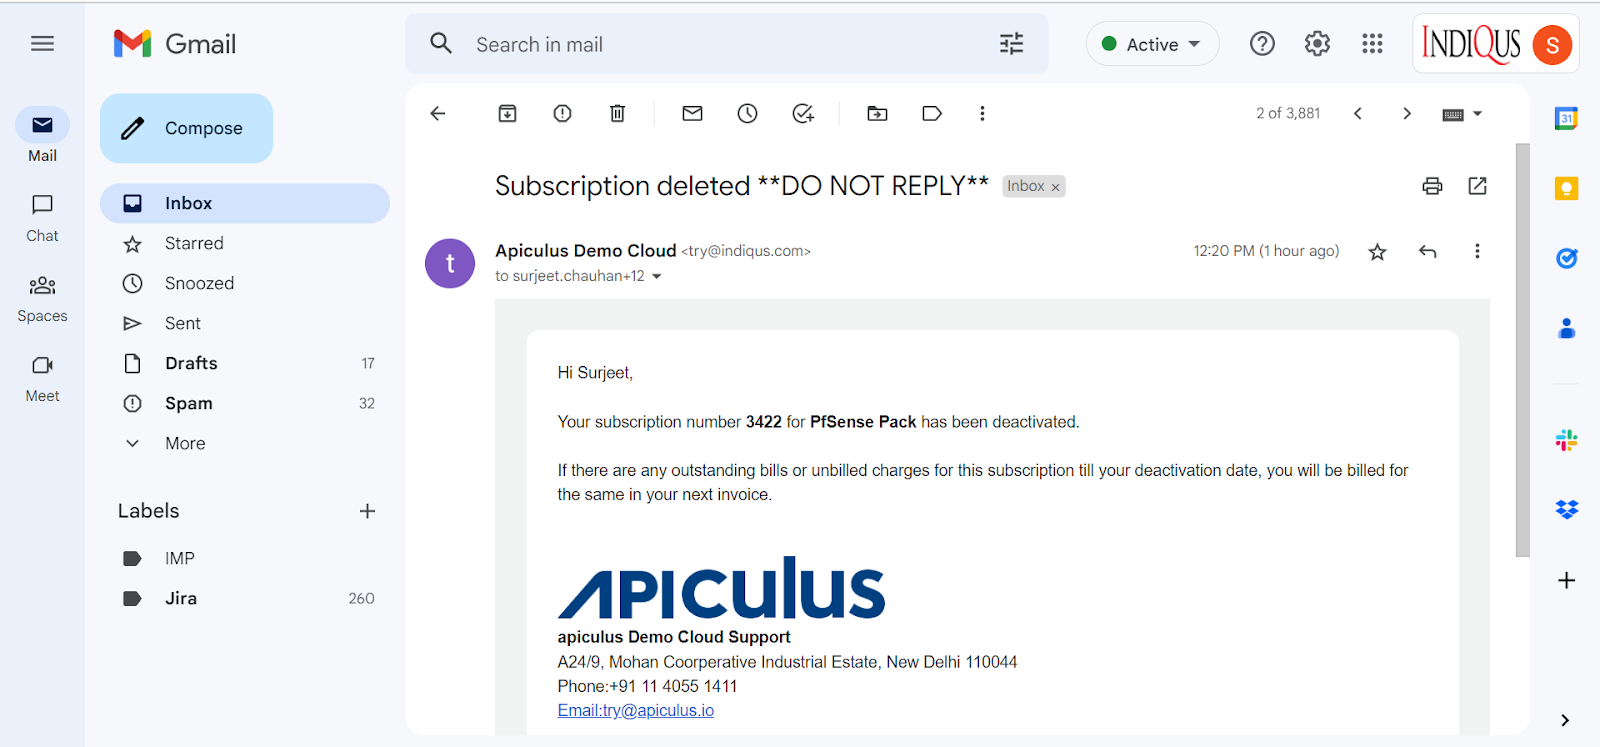 Gmail
Search in mail
Active
INDIQUS
S
Mail
Chat
Spaces
Meet
Compose
Inbox
Starred
Snoozed
Sent
Drafts 17
Spam 32
More
Labels
IMP
Jira 260
2 of 3,881
31
Subscription deleted **DO NOT REPLY** Inbox ×
t
Apiculus Demo Cloud <try@indiqus.com> 12:20 PM (1 hour ago)
to surjeet.chauhan+12
Hi Surjeet,
Your subscription number 3422 for PfSense Pack has been deactivated.
If there are any outstanding bills or unbilled charges for this subscription till your deactivation date, you will be billed for
the same in your next invoice.
APICULUS
apiculus Demo Cloud Support
A24/9, Mohan Coorperative Industrial Estate, New Delhi 110044
Phone:+91 11 4055 1411
Email:try@apiculus.io